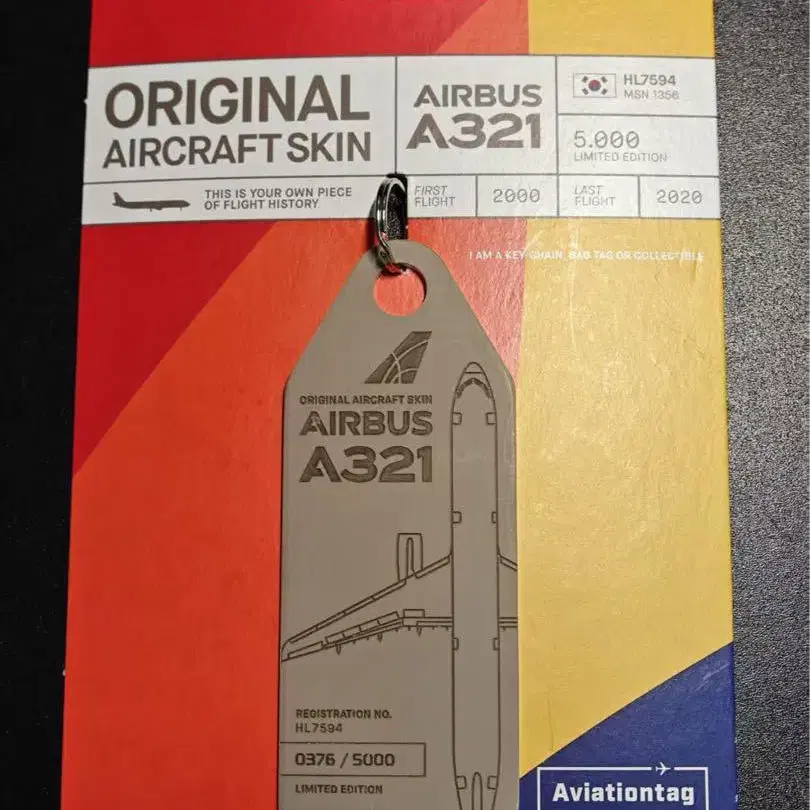 ORIGINAL
AIRCRAFT SKIN
AIRBUS
A321
HL7594
MSN 1356
5.000
LIMITED EDITION
THIS IS YOUR OWN PIECE
OF FLIGHT HISTORY
FIRST
FLIGHT
2000
LAST
FLIGHT
2020
I AM A KEY CHAIN, BAG TAG OR COLLECTIBLE
ORIGINAL AIRCRAFT SKIN
AIRBUS
A321
REGISTRATION NO.
HL7594
0376 / 5000
LIMITED EDITION
Aviationtag